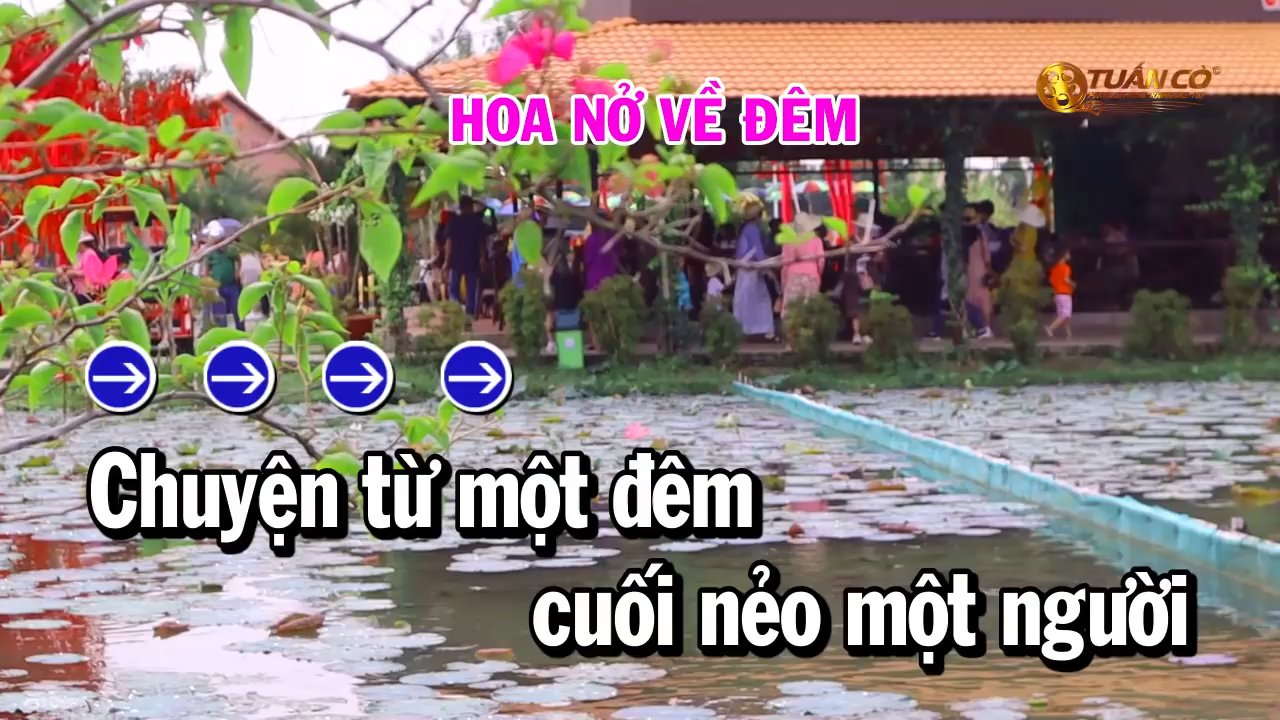 TUẤN CÒ
HOA NỞ VỀ ĐÊM
Chuyện từ một đêm
cuối nẻo một người